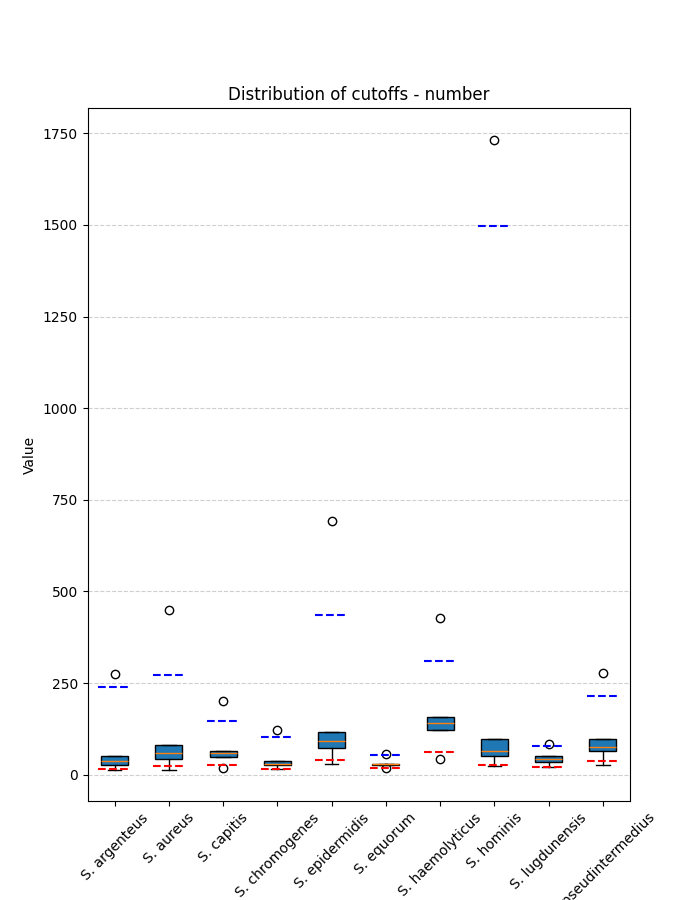 Distribution of cutoffs - number
1750
1500
1250
1000
750
500
250
0
Value
S. argenteus
S. aureus
S. capitis
S. chromogenes
S. epidermidis
S. equorum
S. haemolyticus
S. hominis
S. lugdunensis
pseudintermedius